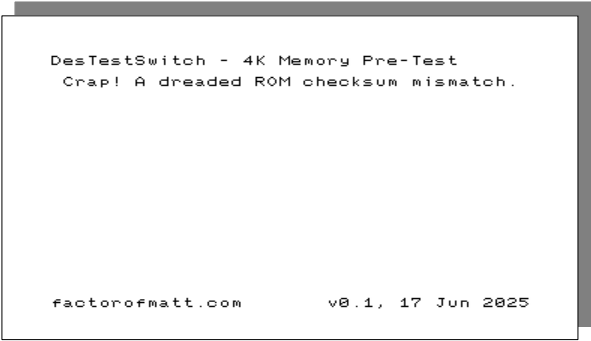 DesTestSwitch - 4K Memory Pre-Test
Crap! A dreaded ROM checksum mismatch.
factorofmatt.com v0.1, 17 Jun 2025